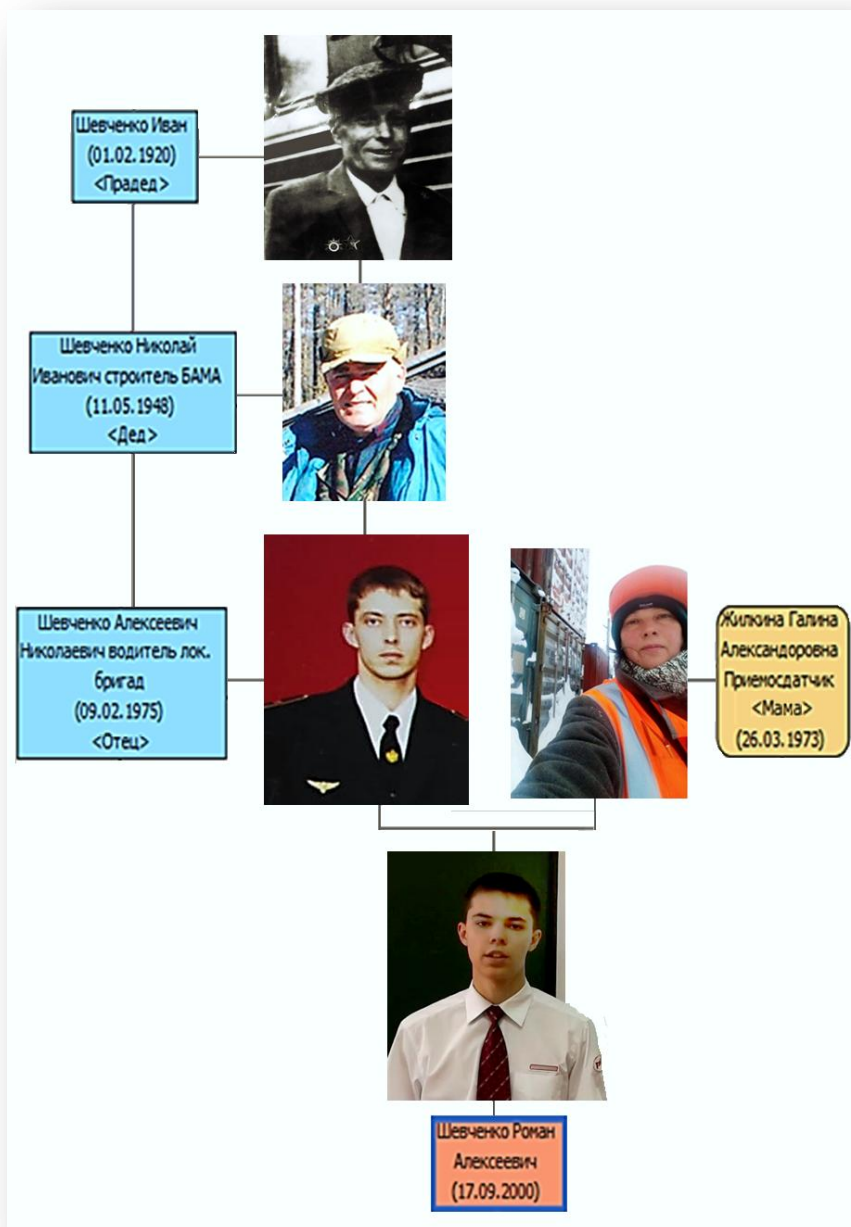 Шевченко Иван
(01.02.1920)
<Прадед>
Шевченко Николай
Иванович строитель БАМА
(11.05.1948)
<Дед>
Шевченко Алексеевич
Николаевич водитель лок.
бригад
(09.02.1975)
<Отец>
Жилкина Галина
Александоровна
Приемосдатчик
<Мама>
(26.03.1973)
Шевченко Роман
Алексеевич
(17.09.2000)